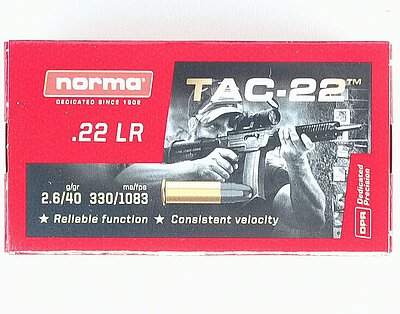 norma
DEDICATED SINCE 1902
TAC-22™
.22 LR
g/gr ms/fps
2.6/40 330/1083
★ Reliable function ★ Consistent velocity
DPR Dedicated
Precision